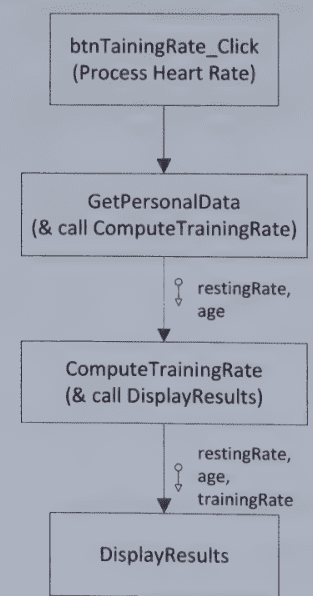 btnTainingRate_Click
(Process Heart Rate)
GetPersonalData
(& call ComputeTrainingRate)
restingRate,
age
ComputeTrainingRate
(& call DisplayResults)
restingRate,
age,
trainingRate
DisplayResults